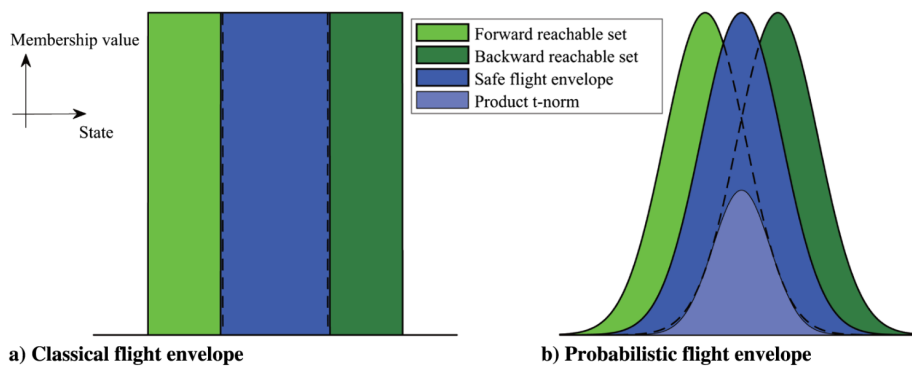 Membership value
State
Forward reachable set
Backward reachable set
Safe flight envelope
Product t-norm
a) Classical flight envelope
b) Probabilistic flight envelope